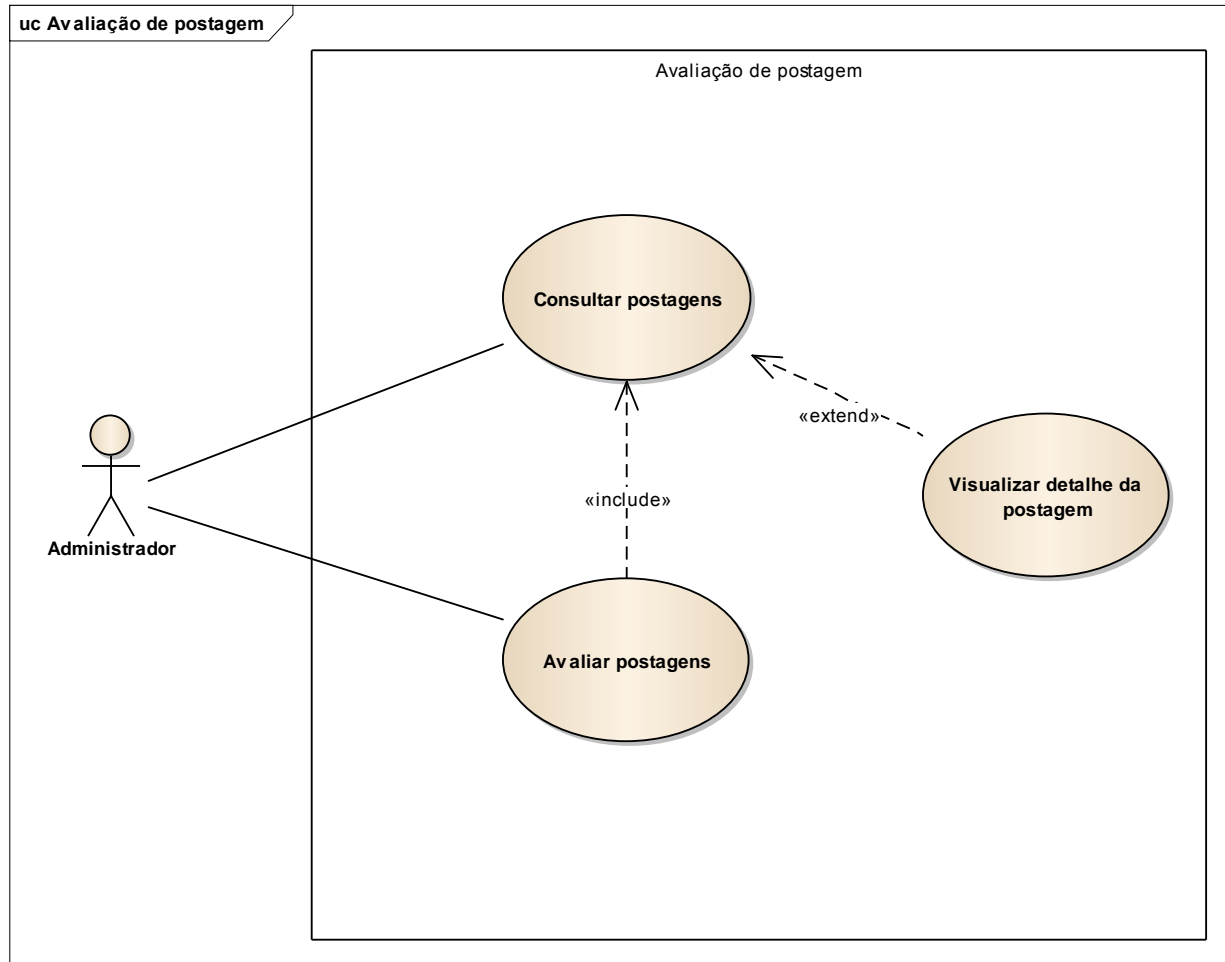 uc Avaliação de postagem
Avaliação de postagem
Consultar postagens
«extend»
Visualizar detalhe da
postagem
«include»
Administrador
Avaliar postagens